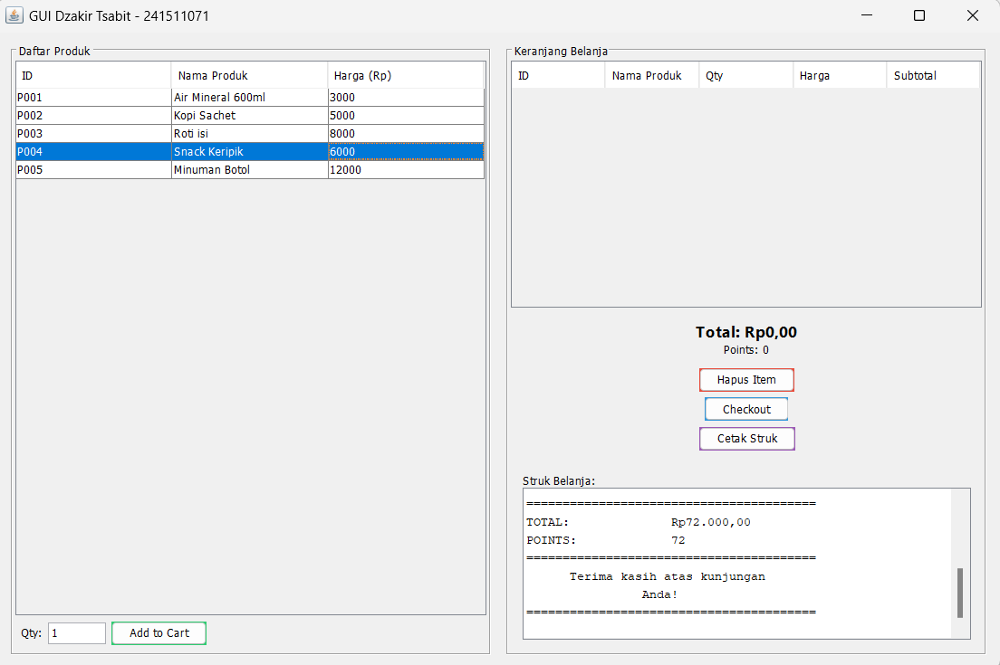 GUI Dzakir Tsabit - 241511071
Daftar Produk
ID Nama Produk Harga (Rp)
P001 Air Mineral 600ml 3000
P002 Kopi Sachet 5000
P003 Roti isi 8000
P004 Snack Keripik 6000
P005 Minuman Botol 12000
Qty: 1 Add to Cart
Keranjang Belanja
ID Nama Produk Qty Harga Subtotal
Total: Rp0,00
Points: 0
Hapus Item
Checkout
Cetak Struk
Struk Belanja:
========================================
TOTAL: Rp72.000,00
POINTS: 72
========================================
Terima kasih atas kunjungan
Anda!
========================================